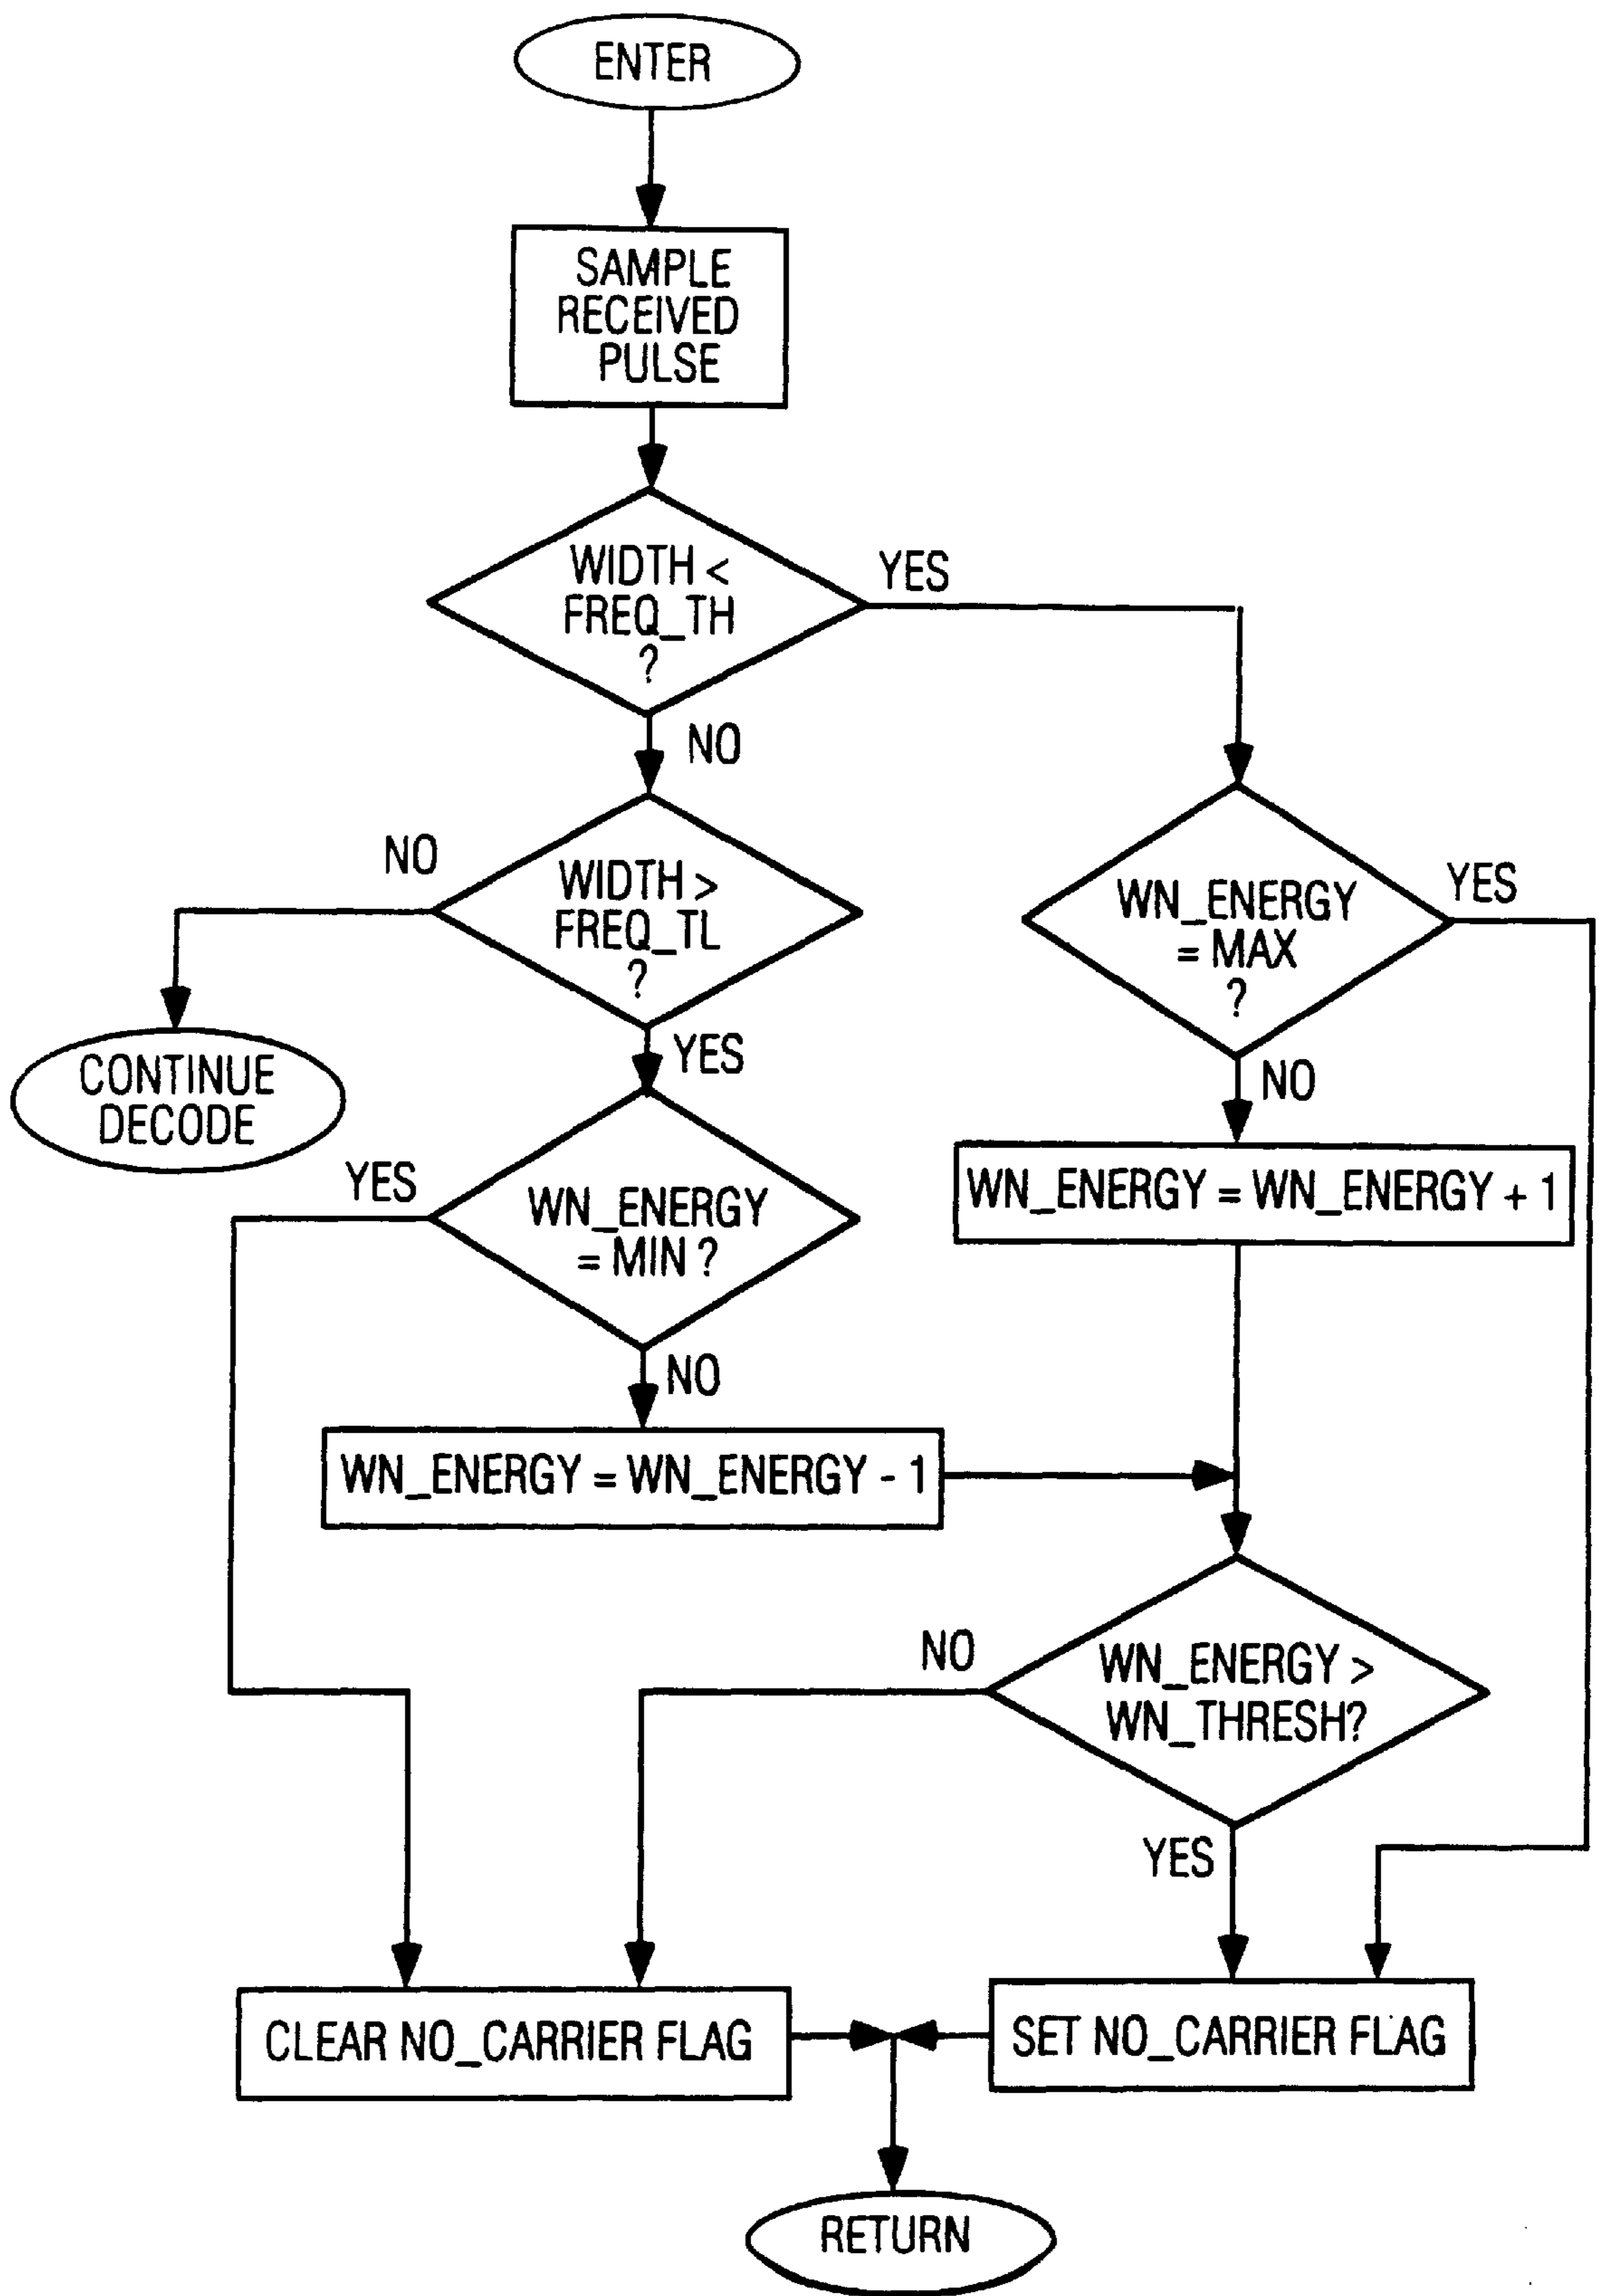 ENTER
SAMPLE
RECEIVED
PULSE
WIDTH <
FREQ_TH
?
YES
NO
WIDTH >
FREQ_TL
?
NO
YES
WN_ENERGY
= MAX
?
YES
NO
CONTINUE
DECODE
WN_ENERGY = WN_ENERGY + 1
WN_ENERGY
= MIN ?
YES
NO
WN_ENERGY = WN_ENERGY - 1
WN_ENERGY >
WN_THRESH?
NO
YES
CLEAR NO_CARRIER FLAG
SET NO_CARRIER FLAG
RETURN